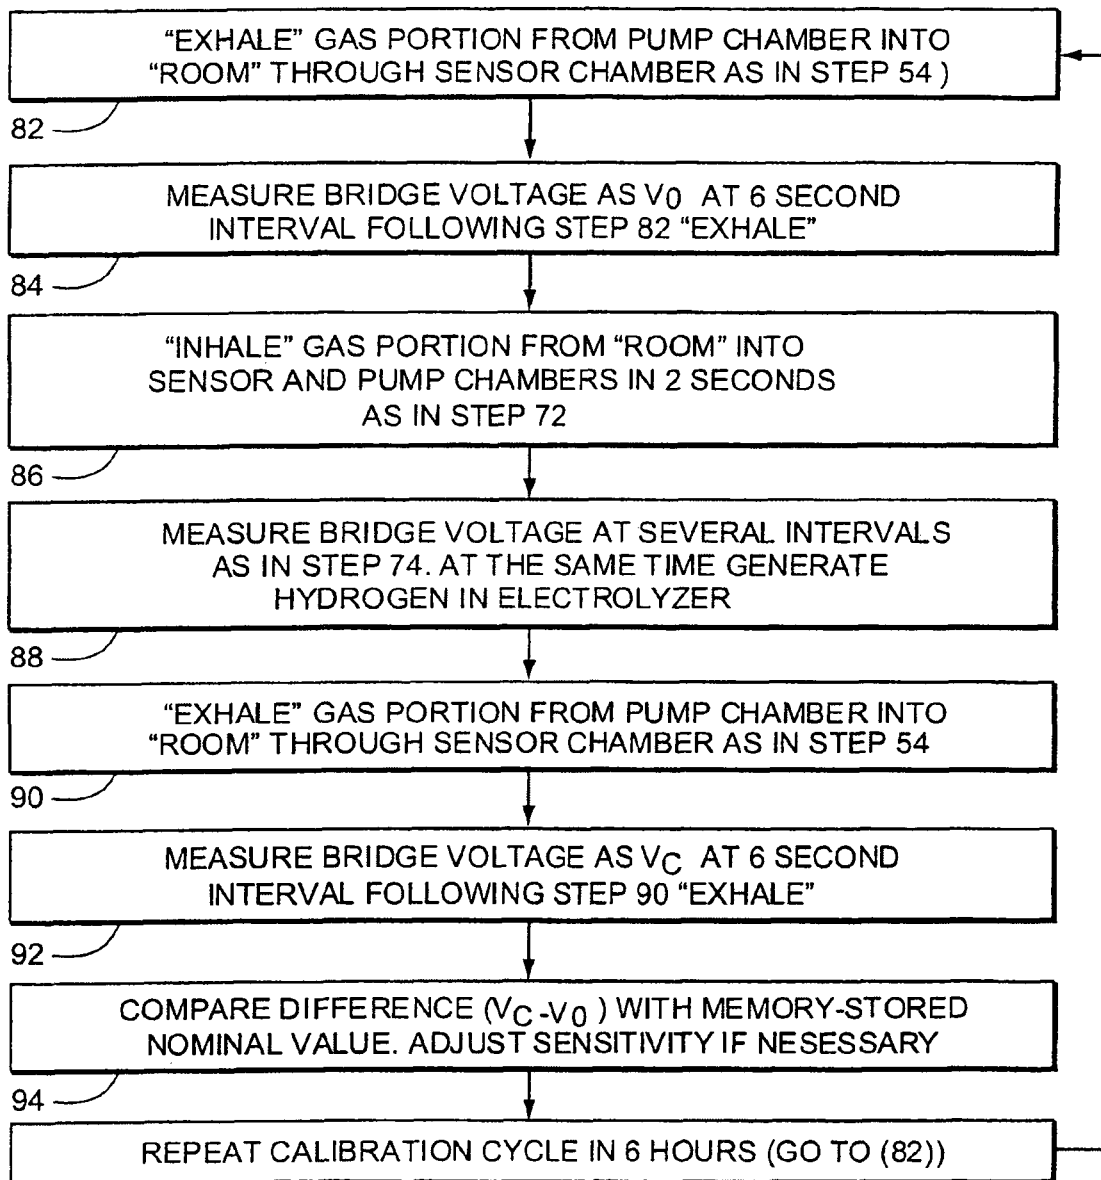 "EXHALE" GAS PORTION FROM PUMP CHAMBER INTO
"ROOM" THROUGH SENSOR CHAMBER AS IN STEP 54 )
82
MEASURE BRIDGE VOLTAGE AS V0 AT 6 SECOND
INTERVAL FOLLOWING STEP 82 "EXHALE"
84
"INHALE" GAS PORTION FROM "ROOM" INTO
SENSOR AND PUMP CHAMBERS IN 2 SECONDS
AS IN STEP 72
86
MEASURE BRIDGE VOLTAGE AT SEVERAL INTERVALS
AS IN STEP 74. AT THE SAME TIME GENERATE
HYDROGEN IN ELECTROLYZER
88
"EXHALE" GAS PORTION FROM PUMP CHAMBER INTO
"ROOM" THROUGH SENSOR CHAMBER AS IN STEP 54
90
MEASURE BRIDGE VOLTAGE AS VC AT 6 SECOND
INTERVAL FOLLOWING STEP 90 "EXHALE"
92
COMPARE DIFFERENCE (VC-V0 ) WITH MEMORY-STORED
NOMINAL VALUE. ADJUST SENSITIVITY IF NESESSARY
94
REPEAT CALIBRATION CYCLE IN 6 HOURS (GO TO (82))